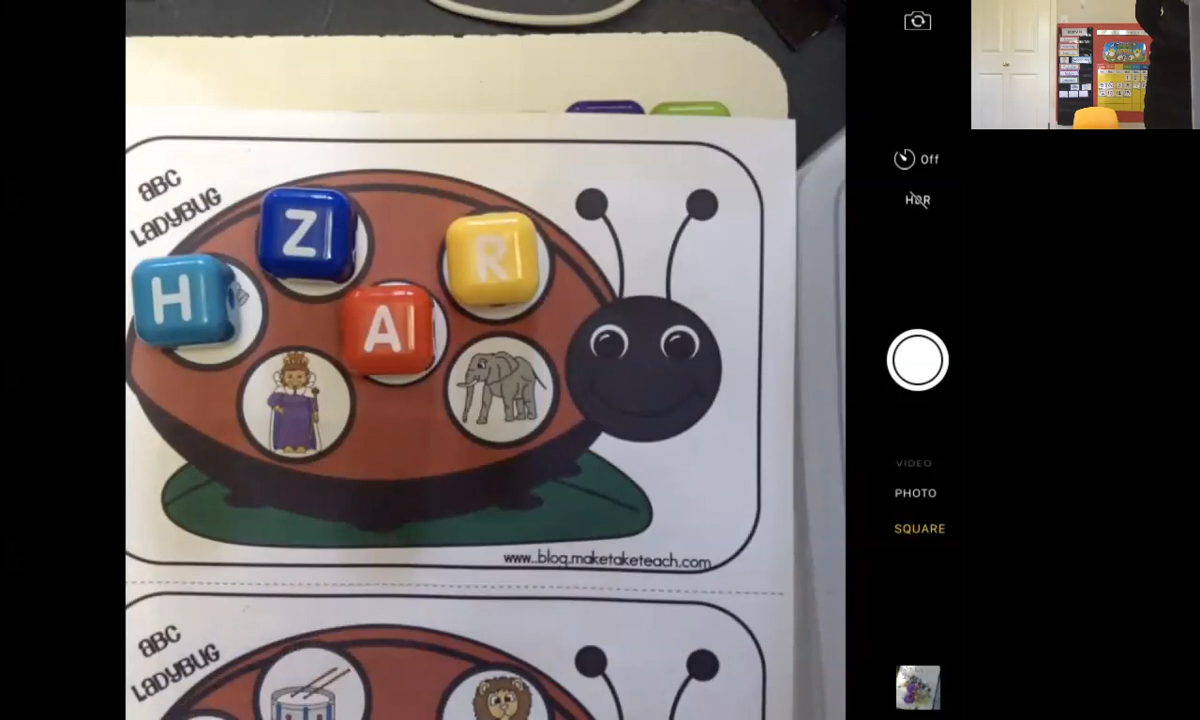 ABC
LADYBUG
Z
R
H
A
www..blog.maketaketeach.com
ABC
LADYBUG
Off
HDR
VIDEO
PHOTO
SQUARE